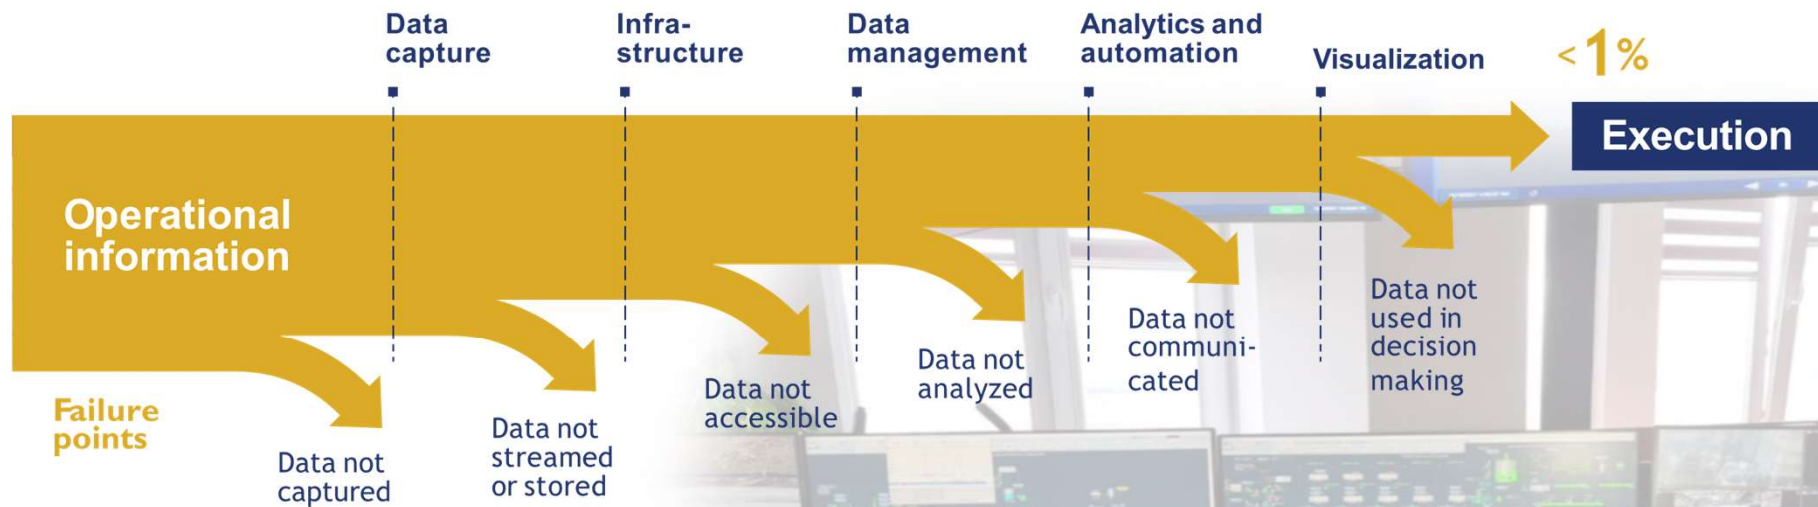 Data
capture
Infra-
structure
Data
management
Analytics and
automation
Visualization
<1%
Execution
Operational
information
Failure
points
Data not
captured
Data not
streamed
or stored
Data not
accessible
Data not
analyzed
Data not
communi-
cated
Data not
used in
decision
making